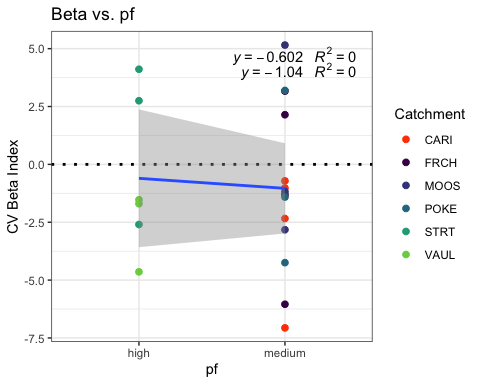 Beta vs. pf
y = −0.602 R² = 0
y = −1.04 R² = 0
5.0
2.5
0.0
-2.5
-5.0
-7.5
CV Beta Index
high medium
pf
Catchment
CARI
FRCH
MOOS
POKE
STRT
VAUL